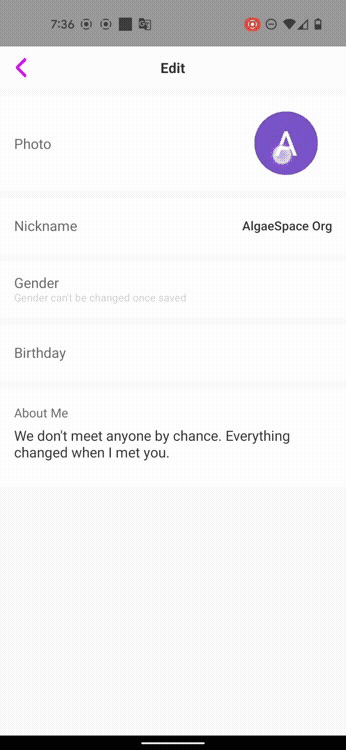 7:36
Edit
Photo
A
Nickname
AlgaeSpace Org
Gender
Gender can't be changed once saved
Birthday
About Me
We don't meet anyone by chance. Everything
changed when I met you.